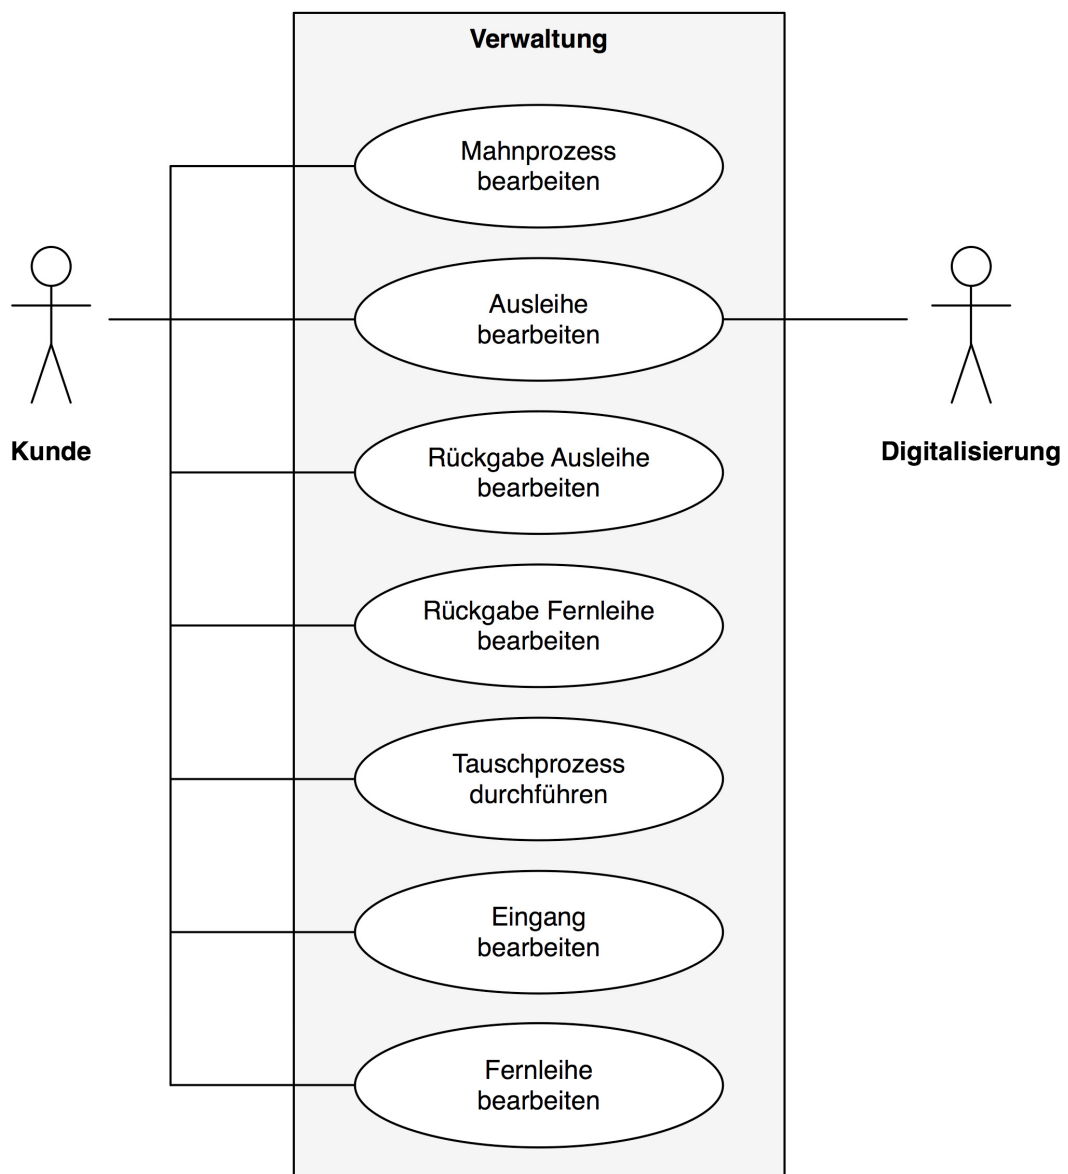 Verwaltung
Mahnprozess
bearbeiten
Ausleihe
bearbeiten
Kunde
Digitalisierung
Rückgabe Ausleihe
bearbeiten
Rückgabe Fernleihe
bearbeiten
Tauschprozess
durchführen
Eingang
bearbeiten
Fernleihe
bearbeiten